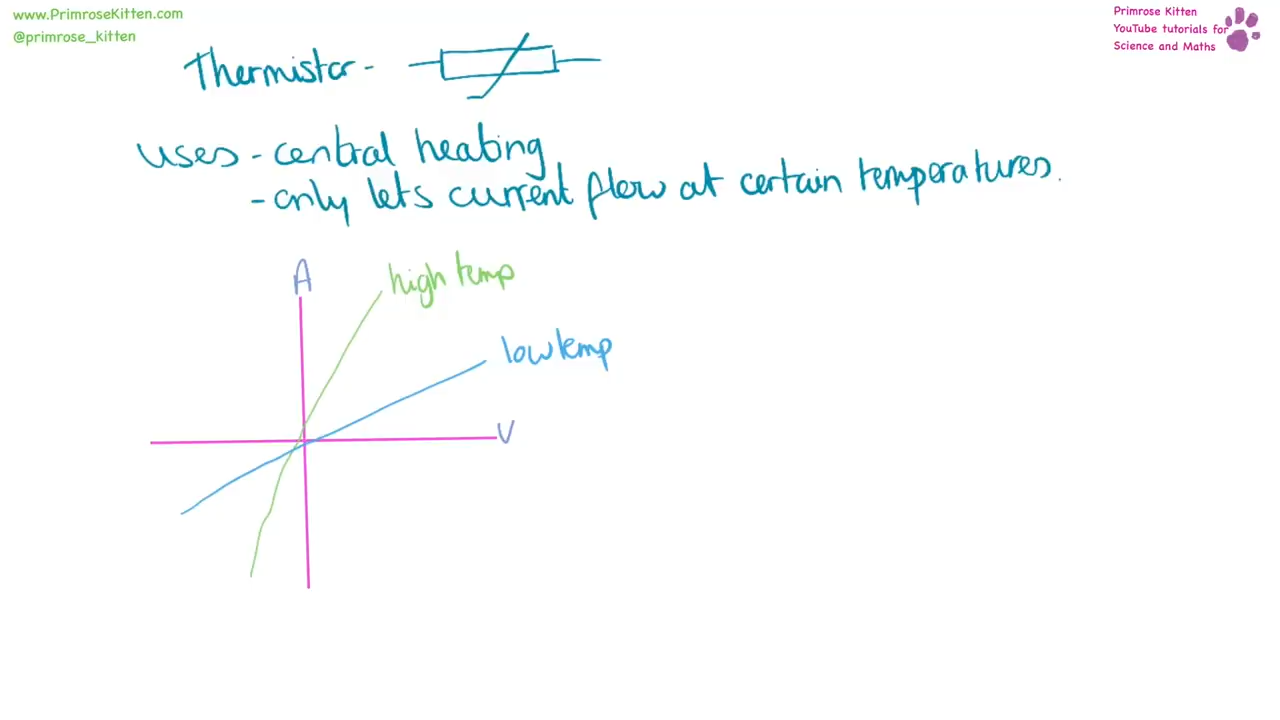 www.PrimroseKitten.com
@primrose_kitten
Primrose Kitten
YouTube tutorials for
Science and Maths
Thermistor -
uses - central heating
- only lets current flow at certain temperatures.
A
high temp
low temp
V